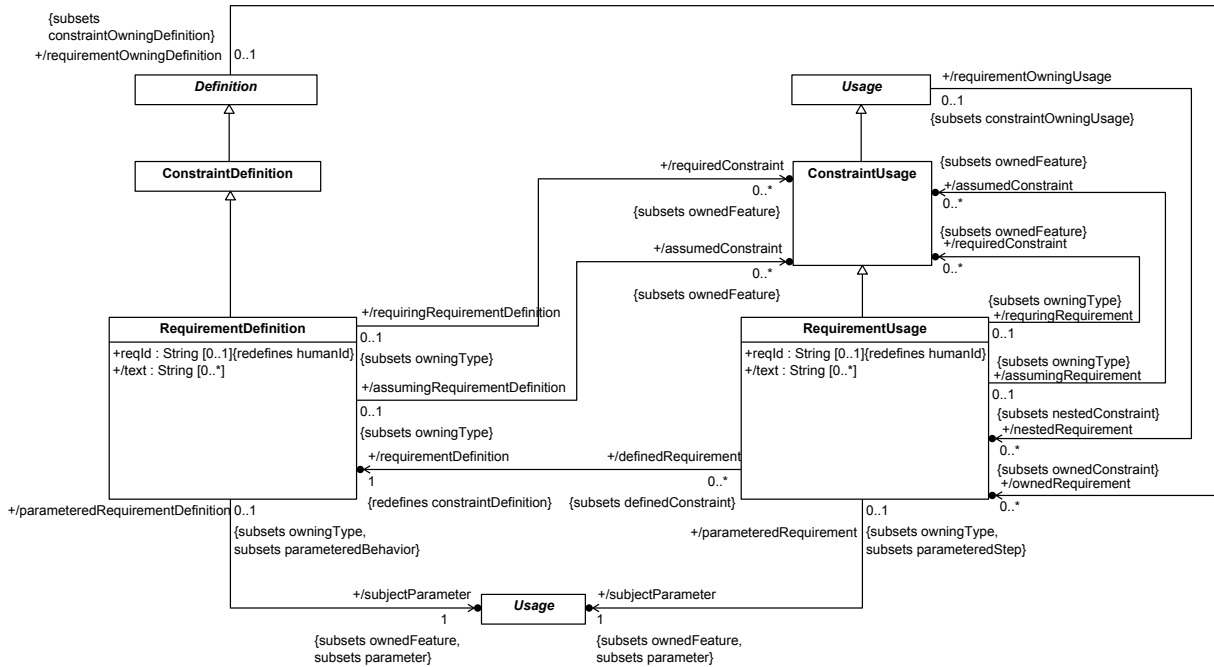 {subsets
constraintOwningDefinition}
+/requirementOwningDefinition
0..1
Definition
Usage
+/requirementOwningUsage
0..1
{subsets constraintOwningUsage}
ConstraintDefinition
ConstraintUsage
+/requiredConstraint
0..*
{subsets ownedFeature}
{subsets ownedFeature}
+/assumedConstraint
0..*
+/assumedConstraint
0..*
{subsets ownedFeature}
{subsets ownedFeature}
+/requiredConstraint
0..*
RequirementDefinition
+reqId : String [0..1]{redefines humanId}
+/text : String [0..*]
+/requiringRequirementDefinition
0..1
{subsets owningType}
+/assumingRequirementDefinition
0..1
{subsets owningType}
+/requirementDefinition
1
{redefines constraintDefinition}
+/definedRequirement
0..*
{subsets definedConstraint}
RequirementUsage
+reqId : String [0..1]{redefines humanId}
+/text : String [0..*]
{subsets owningType}
+/requringRequirement
0..1
{subsets owningType}
+/assumingRequirement
0..1
{subsets nestedConstraint}
+/nestedRequirement
0..*
{subsets ownedConstraint}
+/ownedRequirement
0..*
+/parameteredRequirementDefinition
0..1
{subsets owningType,
subsets parameteredBehavior}
+/parameteredRequirement
0..1
{subsets owningType,
subsets parameteredStep}
+/subjectParameter
1
{subsets ownedFeature,
subsets parameter}
Usage
+/subjectParameter
1
{subsets ownedFeature,
subsets parameter}